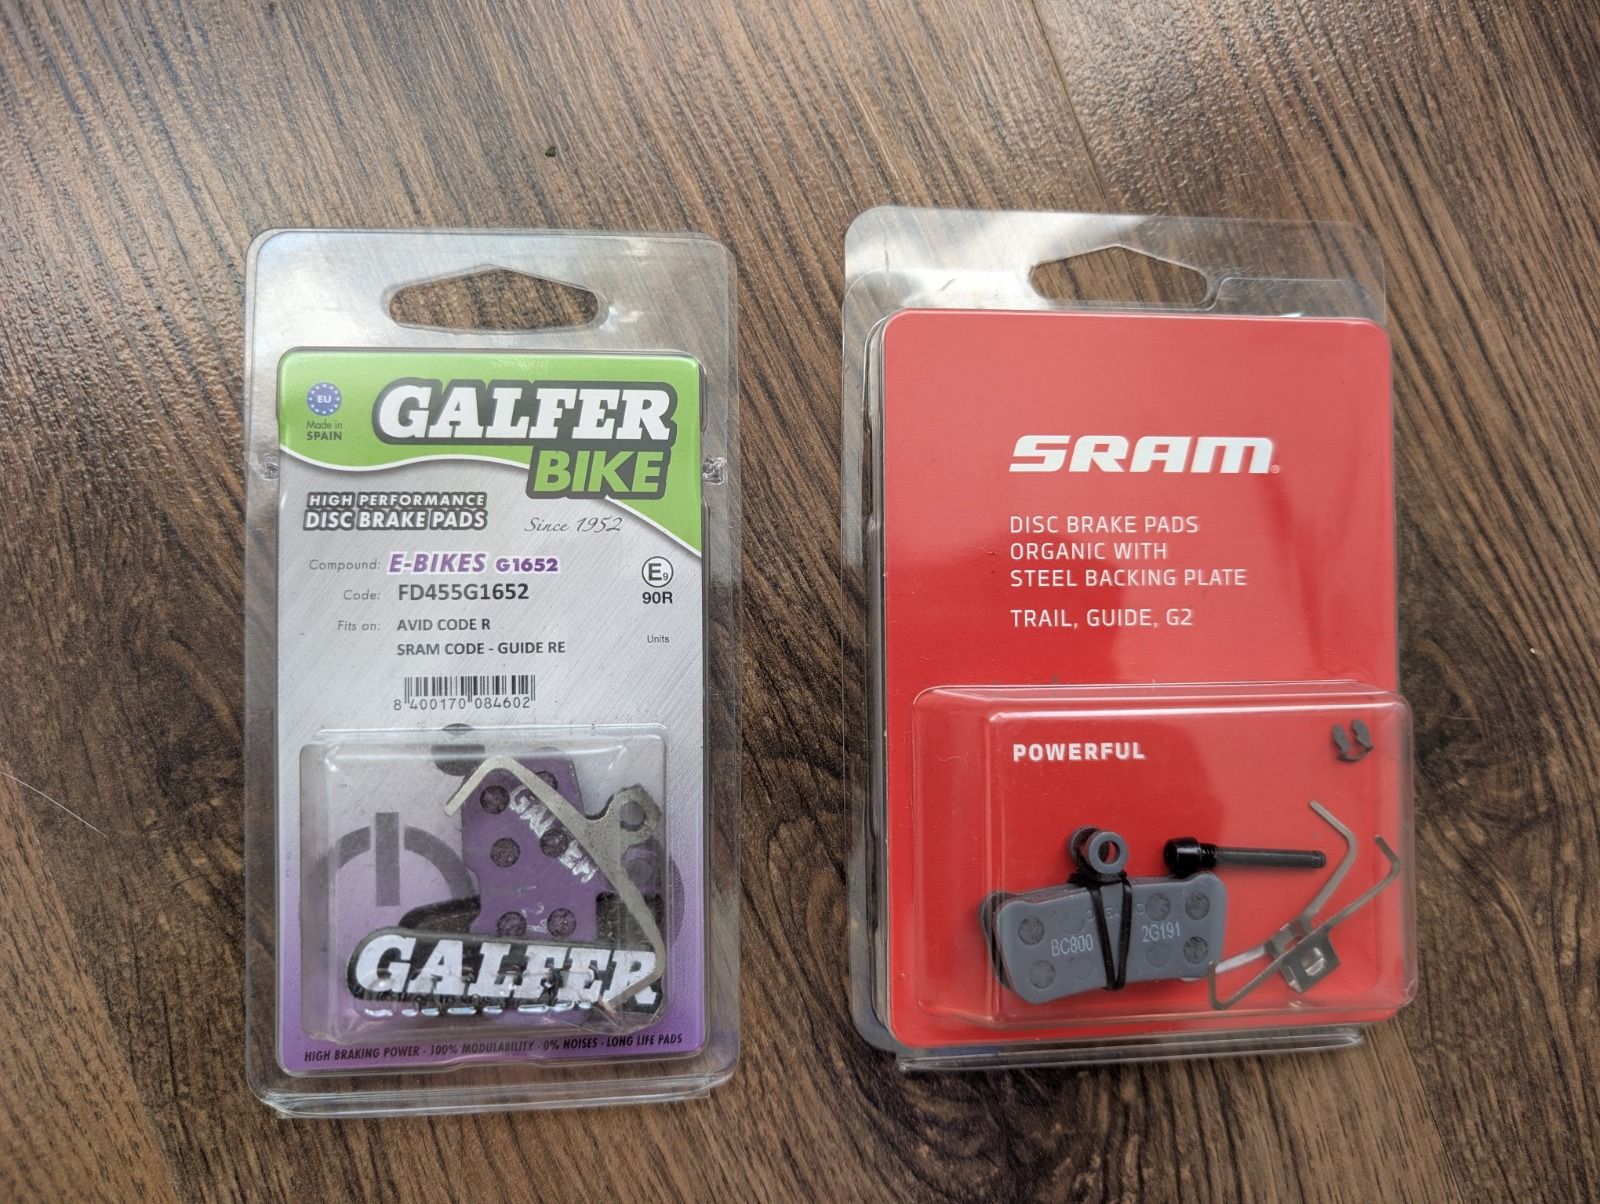 EU
Made in
SPAIN
GALFER
BIKE
HIGH PERFORMANCE
DISC BRAKE PADS
Since 1952
Compound: E-BIKES G1652
Code: FD455G1652
E9
90R
Fits on: AVID CODE R
SRAM CODE - GUIDE RE
Units
8 400170 084602
GALFER
GALFER
HIGH BRAKING POWER - 100% MODULABILITY - 0% NOISES - LONG LIFE PADS
SRAM
DISC BRAKE PADS
ORGANIC WITH
STEEL BACKING PLATE
TRAIL, GUIDE, G2
POWERFUL
BC800 2G191